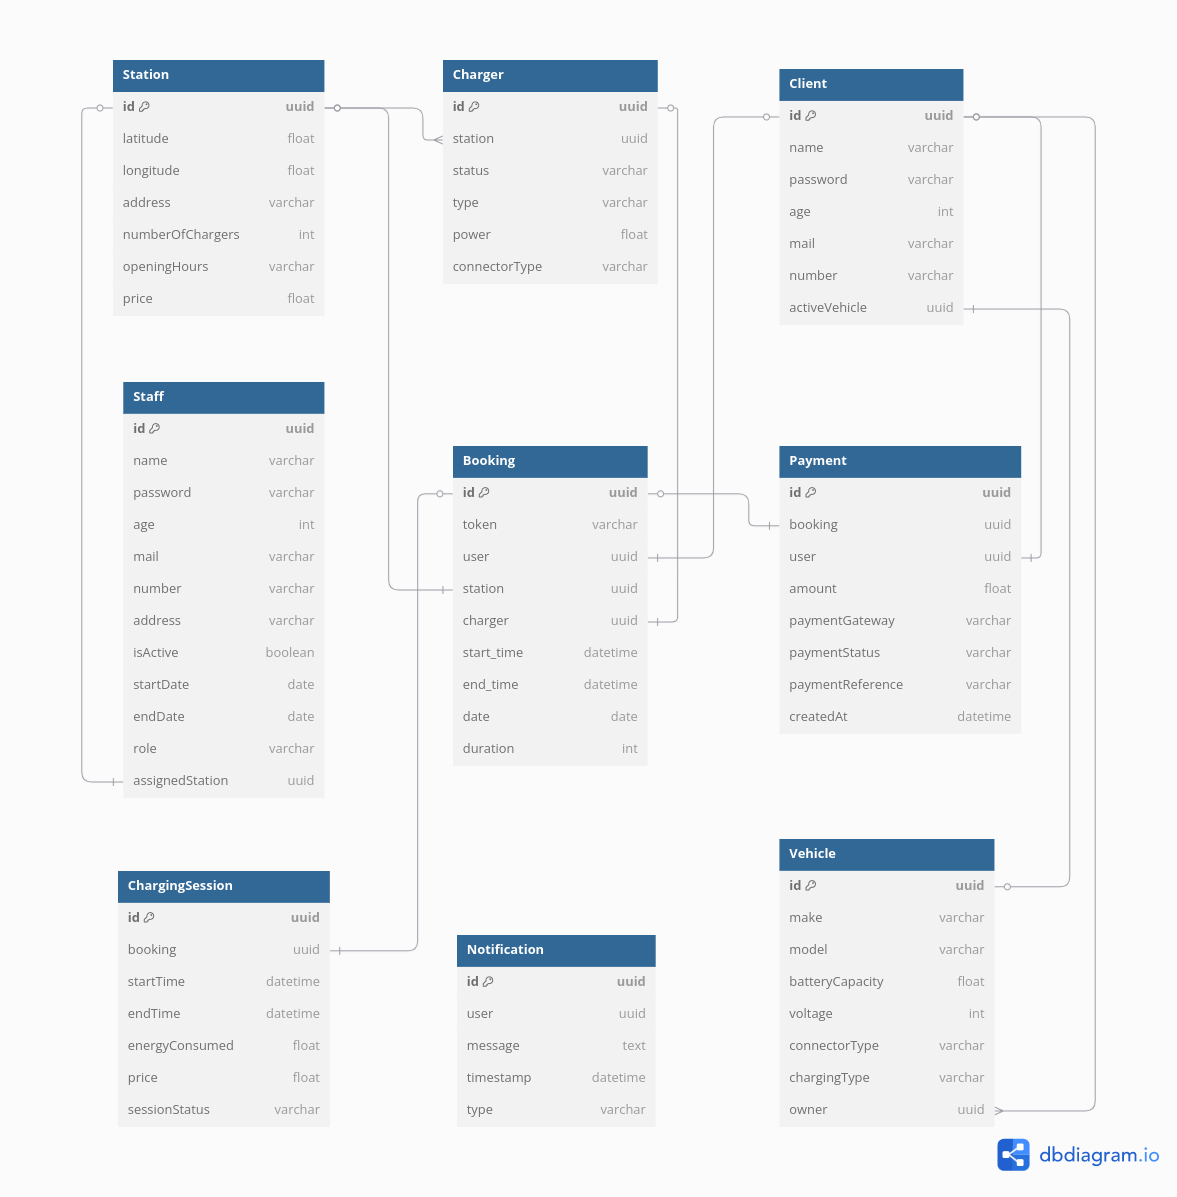 Station
id uuid
latitude float
longitude float
address varchar
numberOfChargers int
openingHours varchar
price float
Charger
id uuid
station uuid
status varchar
type varchar
power float
connectorType varchar
Client
id uuid
name varchar
password varchar
age int
mail varchar
number varchar
activeVehicle uuid
Staff
id uuid
name varchar
password varchar
age int
mail varchar
number varchar
address varchar
isActive boolean
startDate date
endDate date
role varchar
assignedStation uuid
Booking
id uuid
token varchar
user uuid
station uuid
charger uuid
start_time datetime
end_time datetime
date date
duration int
Payment
id uuid
booking uuid
user uuid
amount float
paymentGateway varchar
paymentStatus varchar
paymentReference varchar
createdAt datetime
ChargingSession
id uuid
booking uuid
startTime datetime
endTime datetime
energyConsumed float
price float
sessionStatus varchar
Notification
id uuid
user uuid
message text
timestamp datetime
type varchar
Vehicle
id uuid
make varchar
model varchar
batteryCapacity float
voltage int
connectorType varchar
chargingType varchar
owner uuid
dbdiagram.io